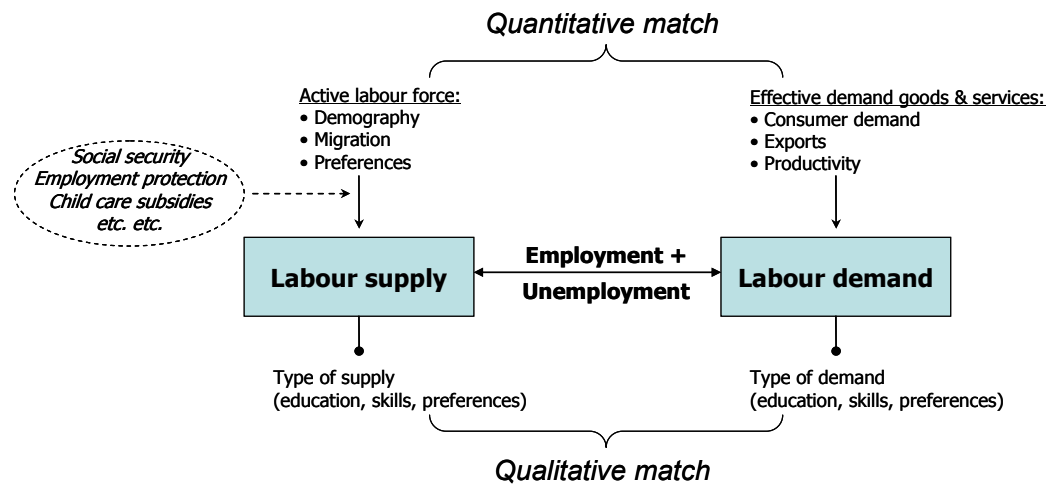 Quantitative match
Active labour force:
• Demography
• Migration
• Preferences
Effective demand goods & services:
• Consumer demand
• Exports
• Productivity
Social security
Employment protection
Child care subsidies
etc. etc.
Labour supply
Employment +
Unemployment
Labour demand
Type of supply
(education, skills, preferences)
Type of demand
(education, skills, preferences)
Qualitative match